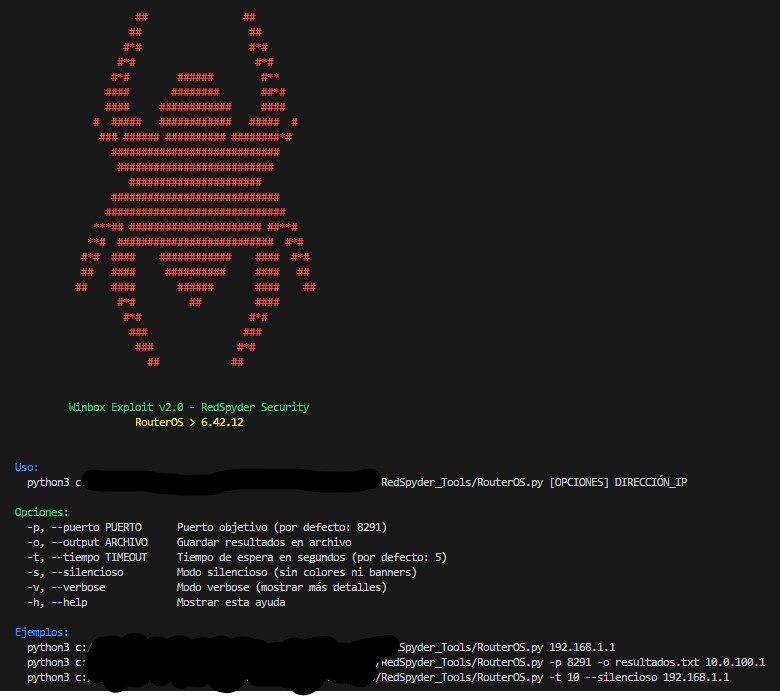 Winbox Exploit v2.0 - RedSpyder Security
RouterOS > 6.42.12
Uso:
python3 c RedSpyder_Tools/RouterOS.py [OPCIONES] DIRECCIÓN_IP
Opciones:
-p, --puerto PUERTO Puerto objetivo (por defecto: 8291)
-o, --output ARCHIVO Guardar resultados en archivo
-t, --tiempo TIMEOUT Tiempo de espera en segundos (por defecto: 5)
-s, --silencioso Modo silencioso (sin colores ni banners)
-v, --verbose Modo verbose (mostrar más detalles)
-h, --help Mostrar esta ayuda
Ejemplos:
python3 c:/ Spyder_Tools/RouterOS.py 192.168.1.1
python3 c: /RedSpyder_Tools/RouterOS.py -p 8291 -o resultados.txt 10.0.100.1
python3 c:/ RedSpyder_Tools/RouterOS.py -t 10 --silencioso 192.168.1.1